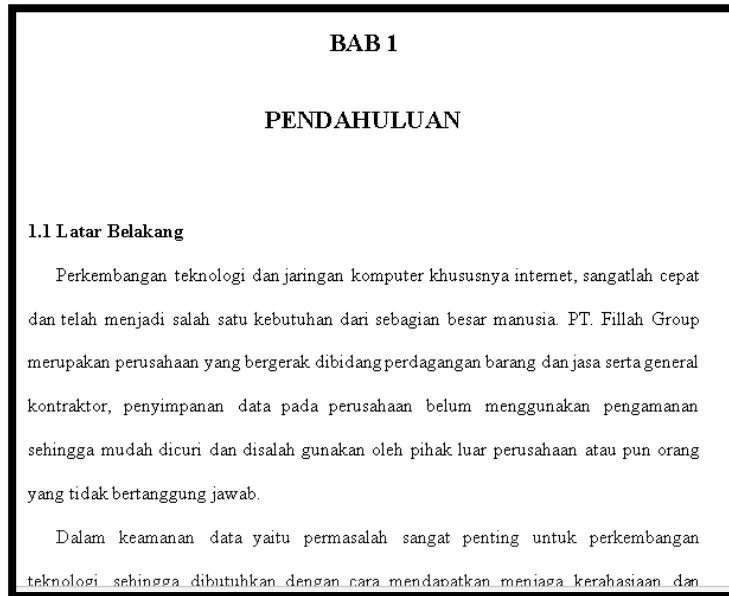 BAB 1
PENDAHULUAN
1.1 Latar Belakang
Perkembangan teknologi dan jaringan komputer khususnya internet, sangatlah cepat
dan telah menjadi salah satu kebutuhan dari sebagian besar manusia. PT. Fillah Group
merupakan perusahaan yang bergerak dibidang perdagangan barang dan jasa serta general
kontraktor, penyimpanan data pada perusahaan belum menggunakan pengamanan
sehingga mudah dicuri dan disalah gunakan oleh pihak luar perusahaan atau pun orang
yang tidak bertanggung jawab.
Dalam keamanan data yaitu permasalah sangat penting untuk perkembangan
teknologi sehingga dibutuhkan dengan cara mendapatkan menjaga kerahasiaan dan